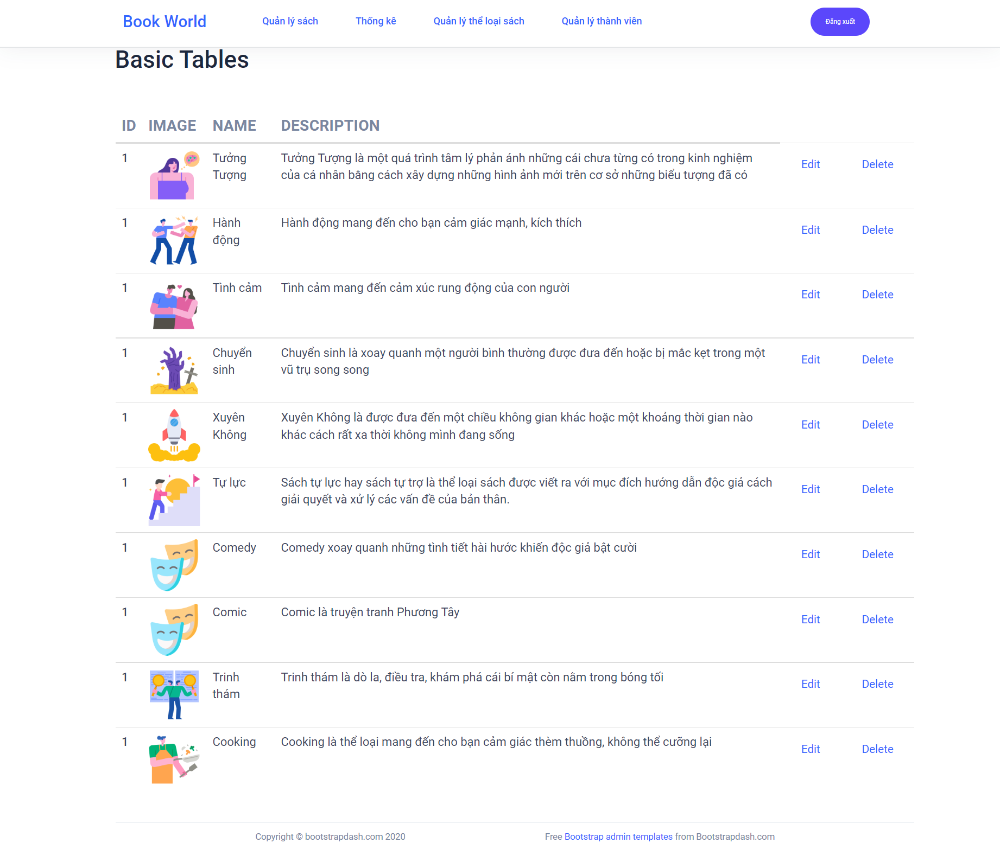 Book World
Quản lý sách
Thống kê
Quản lý thể loại sách
Quản lý thành viên
Đăng xuất
Basic Tables
ID IMAGE NAME DESCRIPTION
1 Tưởng Tượng Tưởng Tượng là một quá trình tâm lý phản ánh những cái chưa từng có trong kinh nghiệm
của cá nhân bằng cách xây dựng những hình ảnh mới trên cơ sở những biểu tượng đã có
Edit Delete
1 Hành động Hành động mang đến cho bạn cảm giác mạnh, kích thích
Edit Delete
1 Tình cảm Tình cảm mang đến cảm xúc rung động của con người
Edit Delete
1 Chuyển sinh Chuyển sinh là xoay quanh một người bình thường được đưa đến hoặc bị mắc kẹt trong một
vũ trụ song song
Edit Delete
1 Xuyên Không Xuyên Không là được đưa đến một chiều không gian khác hoặc một khoảng thời gian nào
khác cách rất xa thời không mình đang sống
Edit Delete
1 Tự lực Sách tự lực hay sách tự trợ là thể loại sách được viết ra với mục đích hướng dẫn độc giả cách
giải quyết và xử lý các vấn đề của bản thân.
Edit Delete
1 Comedy Comedy xoay quanh những tình tiết hài hước khiến độc giả bật cười
Edit Delete
1 Comic Comic là truyện tranh Phương Tây
Edit Delete
1 Trinh thám Trinh thám là dò la, điều tra, khám phá cái bí mật còn nằm trong bóng tối
Edit Delete
1 Cooking Cooking là thể loại mang đến cho bạn cảm giác thèm thuồng, không thể cưỡng lại
Edit Delete
Copyright © bootstrapdash.com 2020
Free Bootstrap admin templates from Bootstrapdash.com